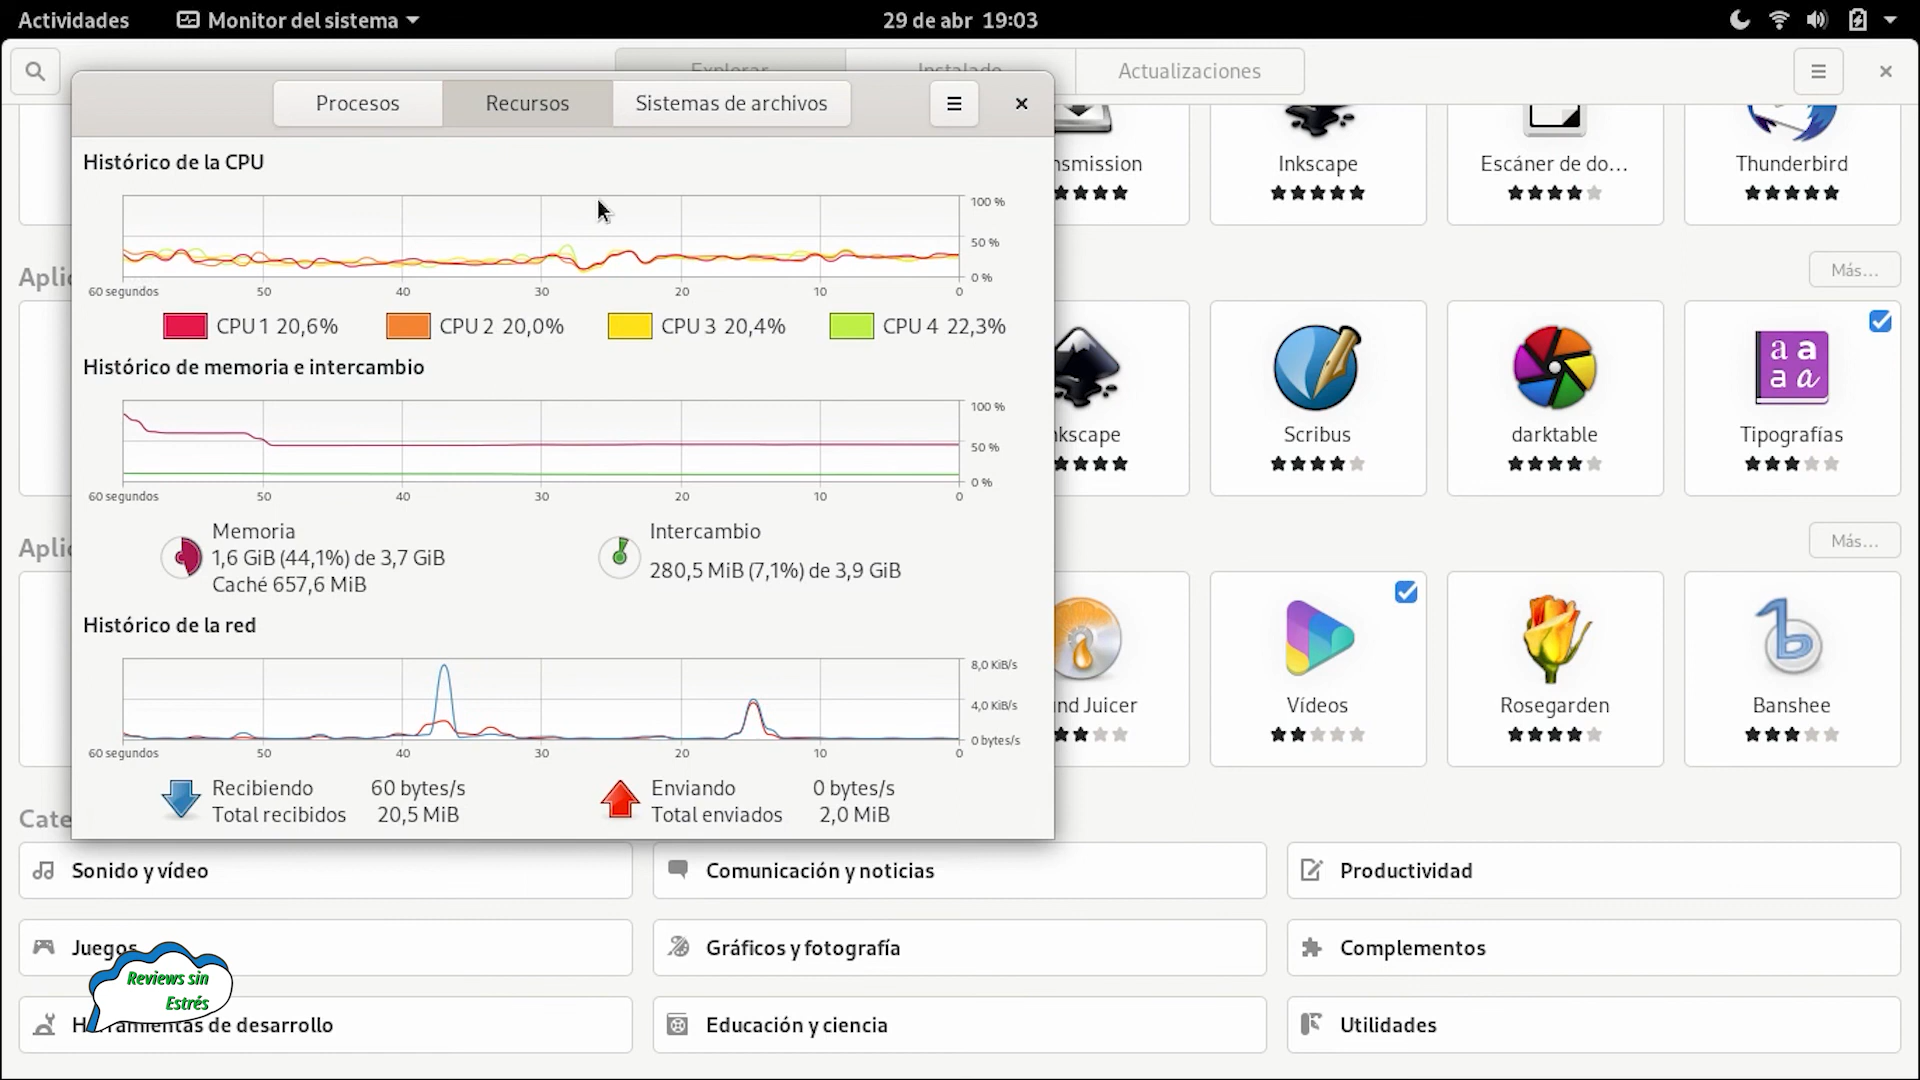 Actividades
Monitor del sistema
29 de abr 19:03
Actualizaciones
Procesos
Recursos
Sistemas de archivos
Histórico de la CPU
100 %
50 %
0 %
60 segundos
50
40
30
20
10
0
CPU 1 20,6%
CPU 2 20,0%
CPU 3 20,4%
CPU 4 22,3%
Histórico de memoria e intercambio
100 %
50 %
0 %
60 segundos
50
40
30
20
10
0
Memoria
1,6 GiB (44,1%) de 3,7 GiB
Caché 657,6 MiB
Intercambio
280,5 MiB (7,1%) de 3,9 GiB
Histórico de la red
8,0 KiB/s
4,0 KiB/s
0 bytes/s
60 segundos
50
40
30
20
10
0
Recibiendo 60 bytes/s
Total recibidos 20,5 MiB
Enviando 0 bytes/s
Total enviados 2,0 MiB
nsmission
Inkscape
Escáner de do...
Thunderbird
Aplic
Más...
kscape
Scribus
darktable
Tipografías
a a
a a
Aplic
Más...
nd Juicer
Vídeos
Rosegarden
Banshee
Cate
Sonido y vídeo
Comunicación y noticias
Productividad
Juegos
Gráficos y fotografía
Complementos
Reviews sin
Estrés
H rramientas de desarrollo
Educación y ciencia
Utilidades